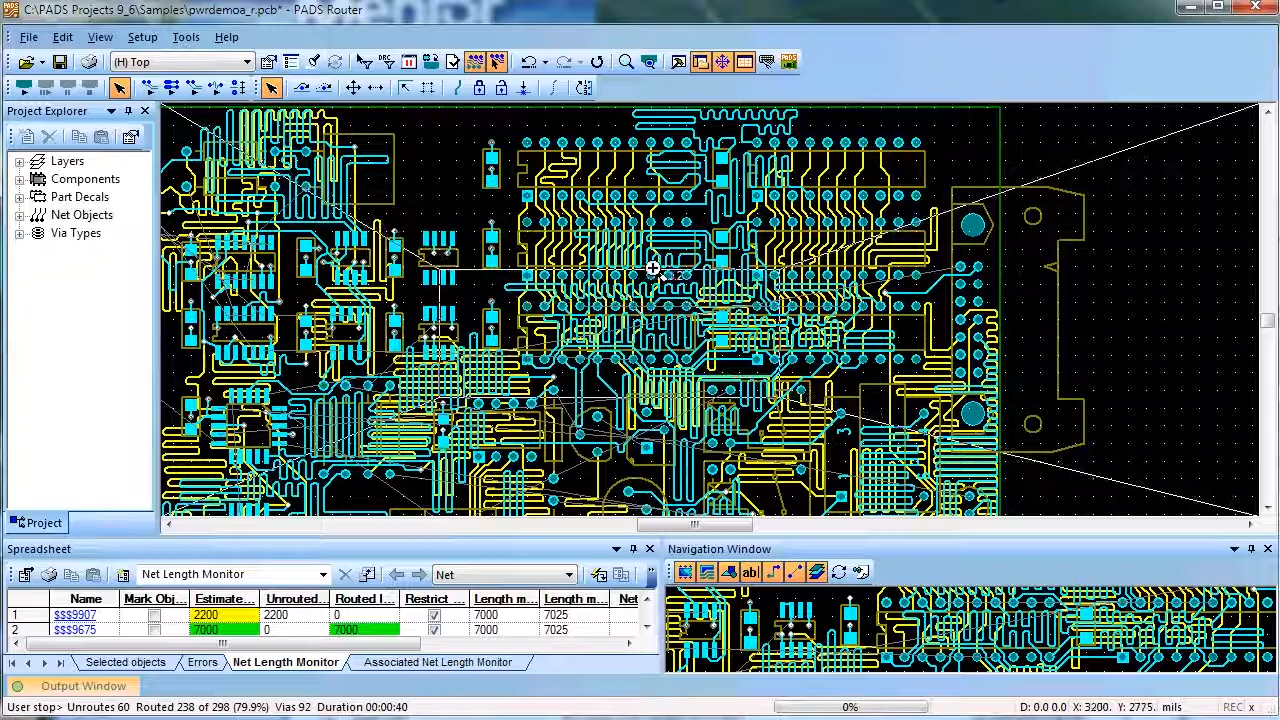 C:\PADS Projects 9_6\Samples\pwrdemoa_r.pcb* - PADS Router
File Edit View Setup Tools Help
(H) Top
Project Explorer
Layers
Components
Part Decals
Net Objects
Via Types
Project
Spreadsheet
Net Length Monitor
Net
Name Mark Obj... Estimate... Unrouted... Routed l... Restrict ... Length m... Length m... Net
1 $$$9907 2200 2200 0 7000 7025
2 $$$9675 7000 0 7000 7000 7025
Selected objects Errors Net Length Monitor Associated Net Length Monitor
Navigation Window
ab|
Output Window
User stop> Unroutes 60 Routed 238 of 298 (79.9%) Vias 92 Duration 00:00:40
0%
D: 0.0 0.0 X: 3200. Y: 2775. mils
REC x